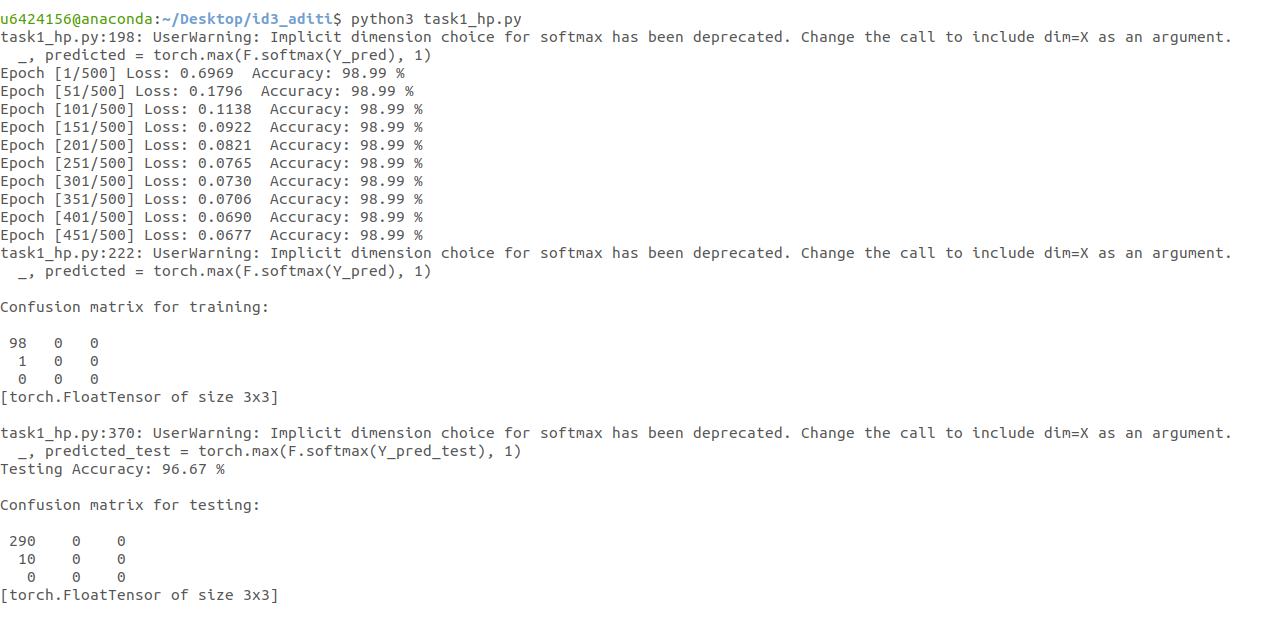 u6424156@anaconda:~/Desktop/id3_aditi$ python3 task1_hp.py
task1_hp.py:198: UserWarning: Implicit dimension choice for softmax has been deprecated. Change the call to include dim=X as an argument.
  _, predicted = torch.max(F.softmax(Y_pred), 1)
Epoch [1/500] Loss: 0.6969  Accuracy: 98.99 %
Epoch [51/500] Loss: 0.1796  Accuracy: 98.99 %
Epoch [101/500] Loss: 0.1138  Accuracy: 98.99 %
Epoch [151/500] Loss: 0.0922  Accuracy: 98.99 %
Epoch [201/500] Loss: 0.0821  Accuracy: 98.99 %
Epoch [251/500] Loss: 0.0765  Accuracy: 98.99 %
Epoch [301/500] Loss: 0.0730  Accuracy: 98.99 %
Epoch [351/500] Loss: 0.0706  Accuracy: 98.99 %
Epoch [401/500] Loss: 0.0690  Accuracy: 98.99 %
Epoch [451/500] Loss: 0.0677  Accuracy: 98.99 %
task1_hp.py:222: UserWarning: Implicit dimension choice for softmax has been deprecated. Change the call to include dim=X as an argument.
  _, predicted = torch.max(F.softmax(Y_pred), 1)

Confusion matrix for training:

 98   0   0
  1   0   0
  0   0   0
[torch.FloatTensor of size 3x3]

task1_hp.py:370: UserWarning: Implicit dimension choice for softmax has been deprecated. Change the call to include dim=X as an argument.
  _, predicted_test = torch.max(F.softmax(Y_pred_test), 1)
Testing Accuracy: 96.67 %

Confusion matrix for testing:

 290    0    0
  10    0    0
   0    0    0
[torch.FloatTensor of size 3x3]